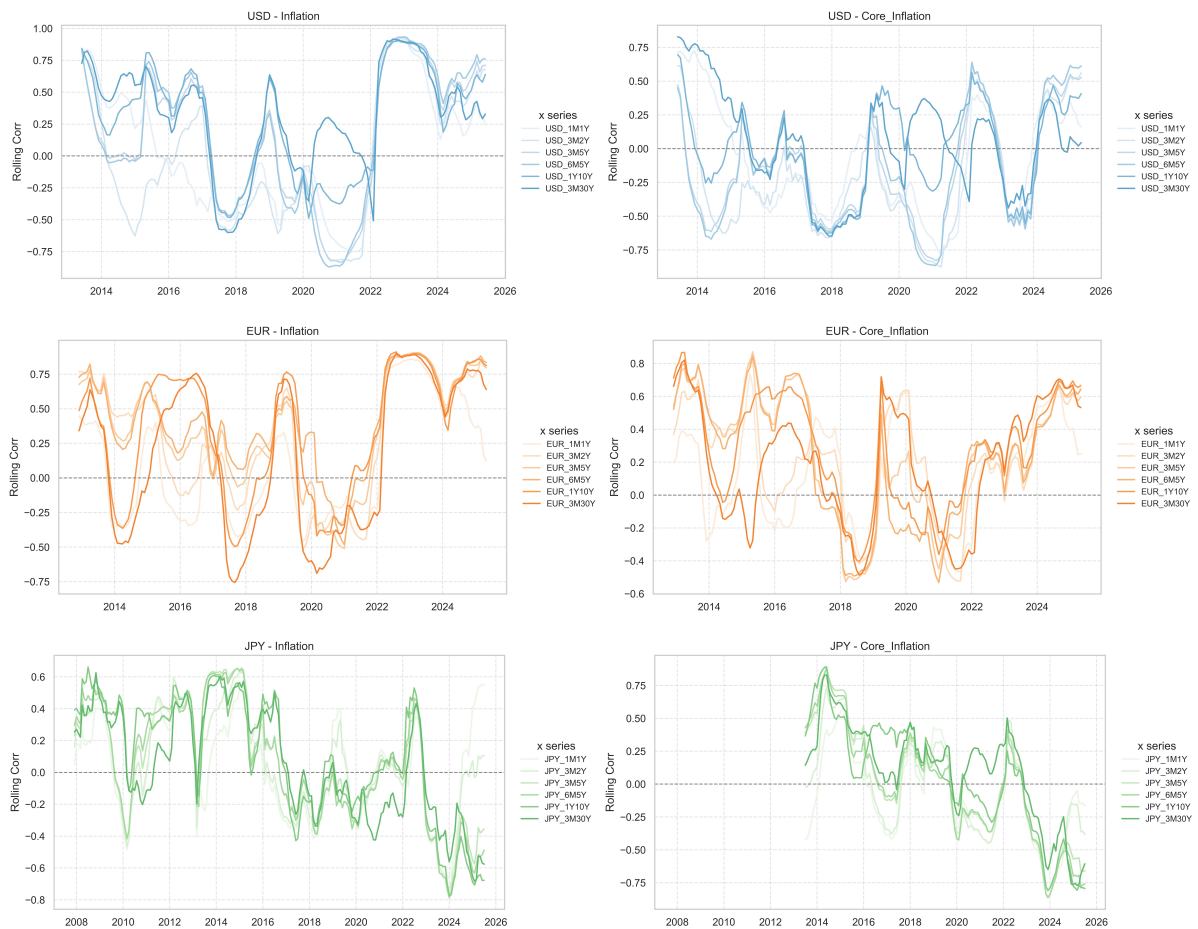 USD - Inflation
Rolling Corr
1.00
0.75
0.50
0.25
0.00
−0.25
−0.50
−0.75
2014 2016 2018 2020 2022 2024 2026
x series
USD_1M1Y
USD_3M2Y
USD_3M5Y
USD_6M5Y
USD_1Y10Y
USD_3M30Y
USD - Core_Inflation
Rolling Corr
0.75
0.50
0.25
0.00
−0.25
−0.50
−0.75
2014 2016 2018 2020 2022 2024 2026
x series
USD_1M1Y
USD_3M2Y
USD_3M5Y
USD_6M5Y
USD_1Y10Y
USD_3M30Y
EUR - Inflation
Rolling Corr
0.75
0.50
0.25
0.00
−0.25
−0.50
−0.75
2014 2016 2018 2020 2022 2024
x series
EUR_1M1Y
EUR_3M2Y
EUR_3M5Y
EUR_6M5Y
EUR_1Y10Y
EUR_3M30Y
EUR - Core_Inflation
Rolling Corr
0.8
0.6
0.4
0.2
0.0
−0.2
−0.4
−0.6
2014 2016 2018 2020 2022 2024
x series
EUR_1M1Y
EUR_3M2Y
EUR_3M5Y
EUR_6M5Y
EUR_1Y10Y
EUR_3M30Y
JPY - Inflation
Rolling Corr
0.6
0.4
0.2
0.0
−0.2
−0.4
−0.6
−0.8
2008 2010 2012 2014 2016 2018 2020 2022 2024 2026
x series
JPY_1M1Y
JPY_3M2Y
JPY_3M5Y
JPY_6M5Y
JPY_1Y10Y
JPY_3M30Y
JPY - Core_Inflation
Rolling Corr
0.75
0.50
0.25
0.00
−0.25
−0.50
−0.75
2008 2010 2012 2014 2016 2018 2020 2022 2024 2026
x series
JPY_1M1Y
JPY_3M2Y
JPY_3M5Y
JPY_6M5Y
JPY_1Y10Y
JPY_3M30Y